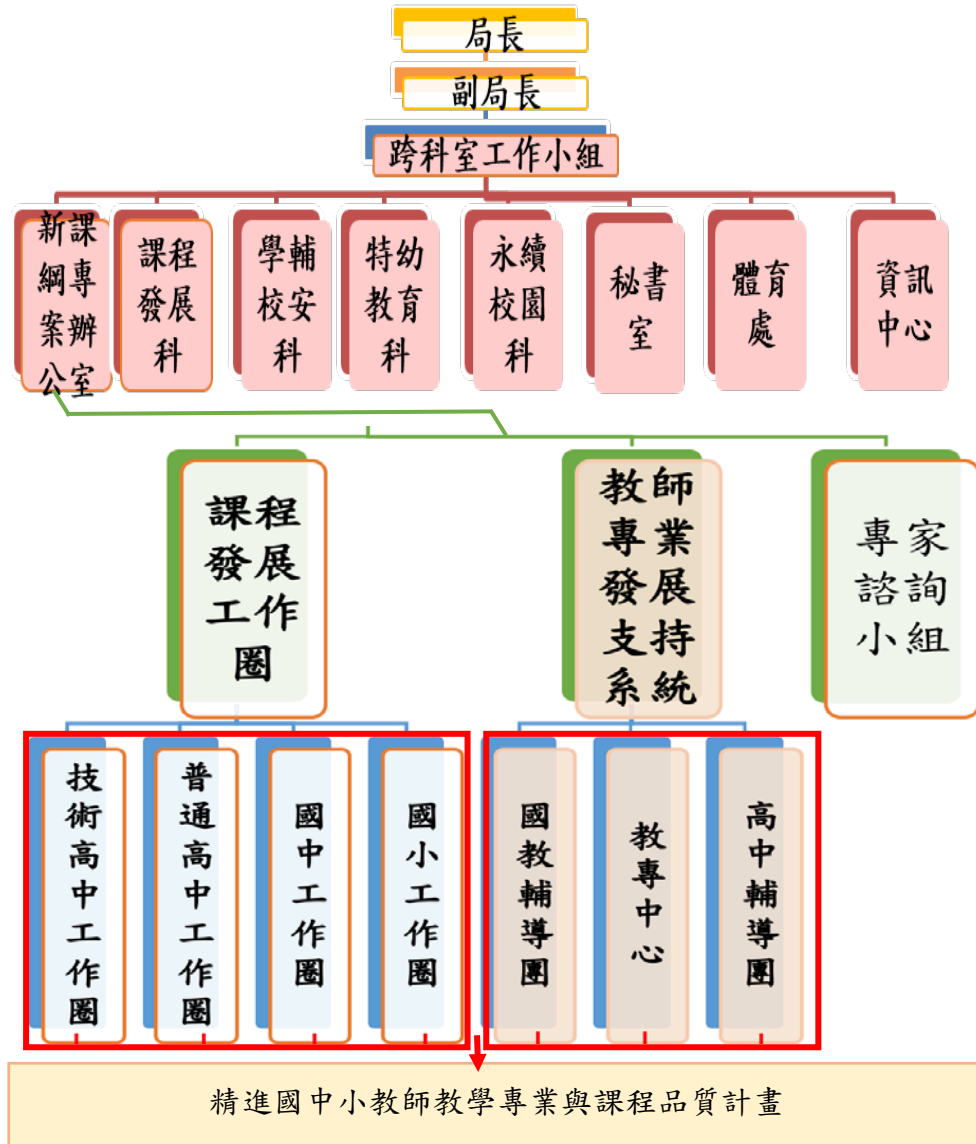 局長
副局長
跨科室工作小組
新課
綱專
案辦
公室
課程
發展
科
學輔
校安
科
特幼
教育
科
永續
校園
科
秘書
室
體育
處
資訊
中心
課程
發展
工作
圈
教師
專業
發展
支持
系統
專家
諮詢
小組
技術高中工作圈
普通高中工作圈
國中工作圈
國小工作圈
國教輔導團
教專中心
高中輔導團
精進國中小教師教學專業與課程品質計畫